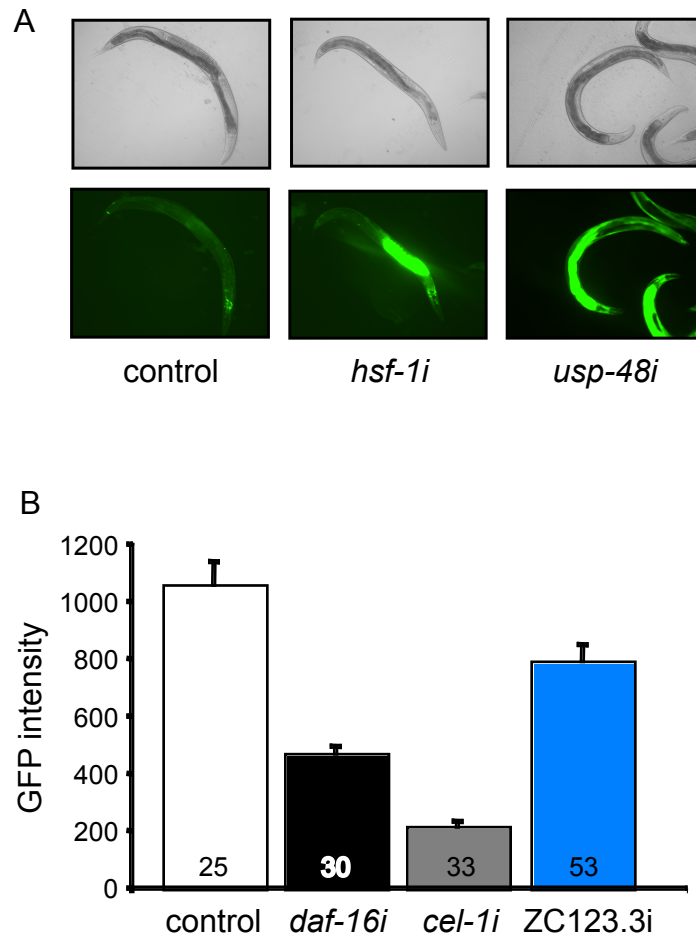 A
control hsf-1i usp-48i
B
GFP intensity
1200
1000
800
600
400
200
0
25 30 33 53
control daf-16i cel-1i ZC123.3i